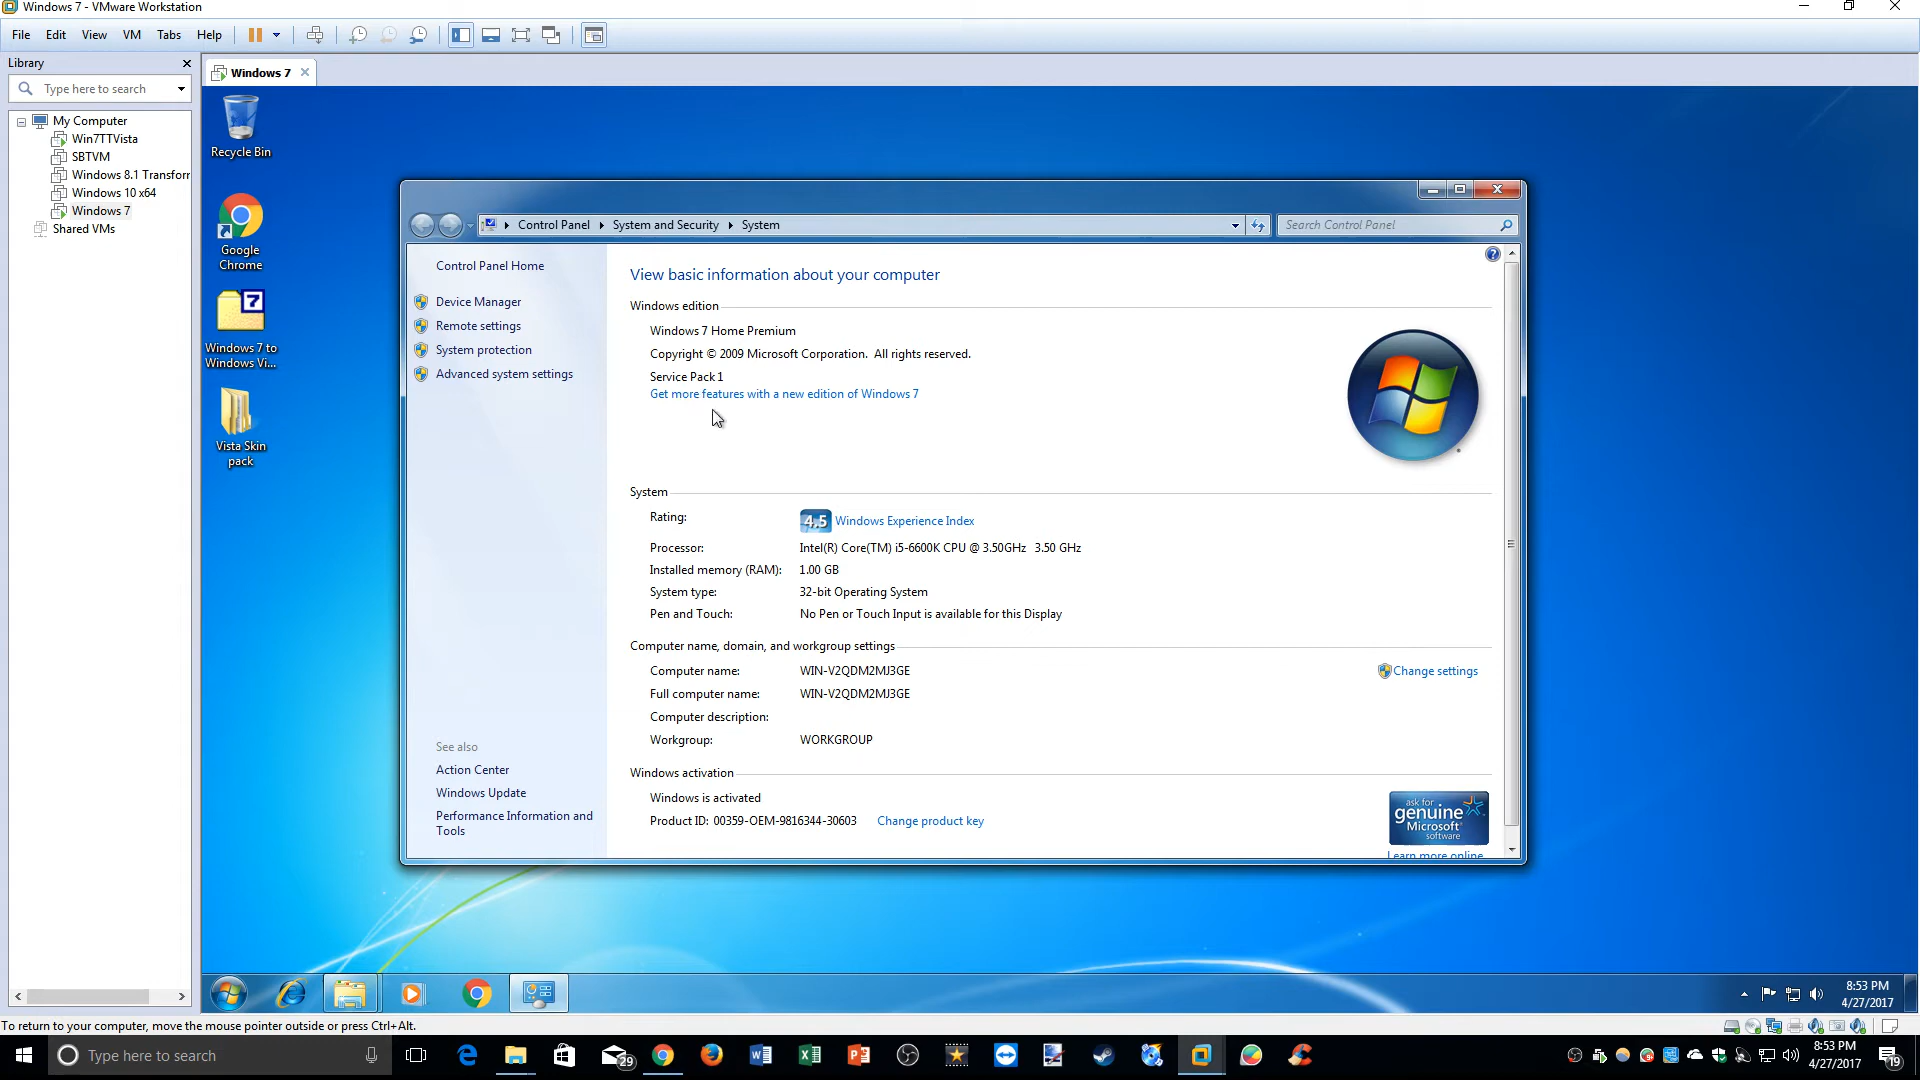 Windows 7 - VMware Workstation
File Edit View VM Tabs Help
Library
Type here to search
My Computer
Win7TTVista
SBTVM
Windows 8.1 Transforr
Windows 10 x64
Windows 7
Shared VMs
Windows 7
Recycle Bin
Google
Chrome
7
Windows 7 to
Windows Vi...
Vista Skin
pack
Control Panel System and Security System
Search Control Panel
Control Panel Home
Device Manager
Remote settings
System protection
Advanced system settings
See also
Action Center
Windows Update
Performance Information and
Tools
View basic information about your computer
Windows edition
Windows 7 Home Premium
Copyright © 2009 Microsoft Corporation. All rights reserved.
Service Pack 1
Get more features with a new edition of Windows 7
System
Rating: 4.5 Windows Experience Index
Processor: Intel(R) Core(TM) i5-6600K CPU @ 3.50GHz 3.50 GHz
Installed memory (RAM): 1.00 GB
System type: 32-bit Operating System
Pen and Touch: No Pen or Touch Input is available for this Display
Computer name, domain, and workgroup settings
Computer name: WIN-V2QDM2MJ3GE Change settings
Full computer name: WIN-V2QDM2MJ3GE
Computer description:
Workgroup: WORKGROUP
Windows activation
Windows is activated
Product ID: 00359-OEM-9816344-30603 Change product key
ask for
genuine
Microsoft
software
Learn more online
8:53 PM
4/27/2017
To return to your computer, move the mouse pointer outside or press Ctrl+Alt.
Type here to search
29
8:53 PM
4/27/2017
19